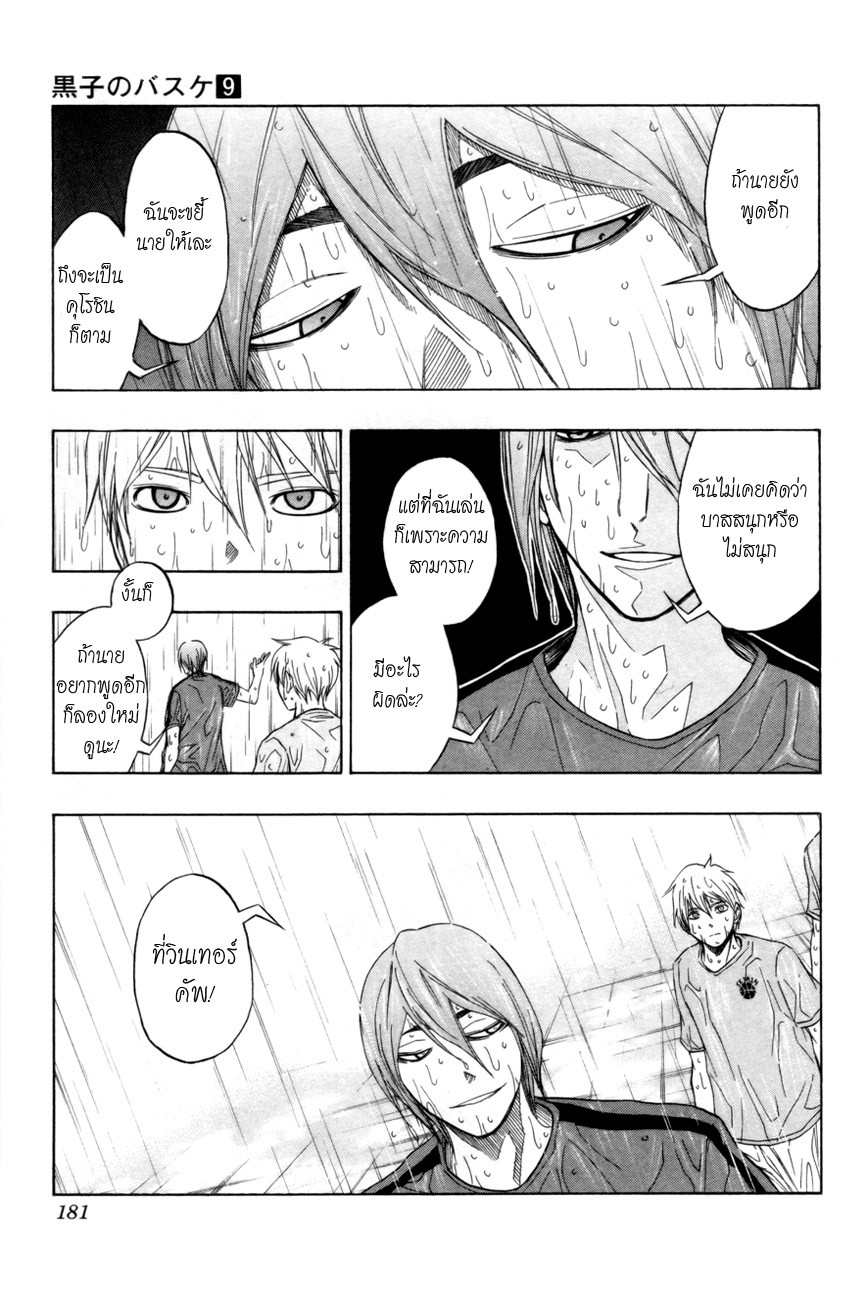 黒子のバスケ 9
ถ้านายยัง
พูดอีก
ฉันจะขยี้
นายให้เละ
ถึงจะเป็น
คุโรชิน
ก็ตาม
ฉันไม่เคยคิดว่า
บาสสนุกหรือ
ไม่สนุก
แต่ที่ฉันเล่น
ก็เพราะความ
สามารถ!
มีอะไร
ผิดล่ะ?
งั้นก็
ถ้านาย
อยากพูดอีก
ก็ลองใหม่
ดูนะ!
ที่วินเทอร์
คัพ!
181